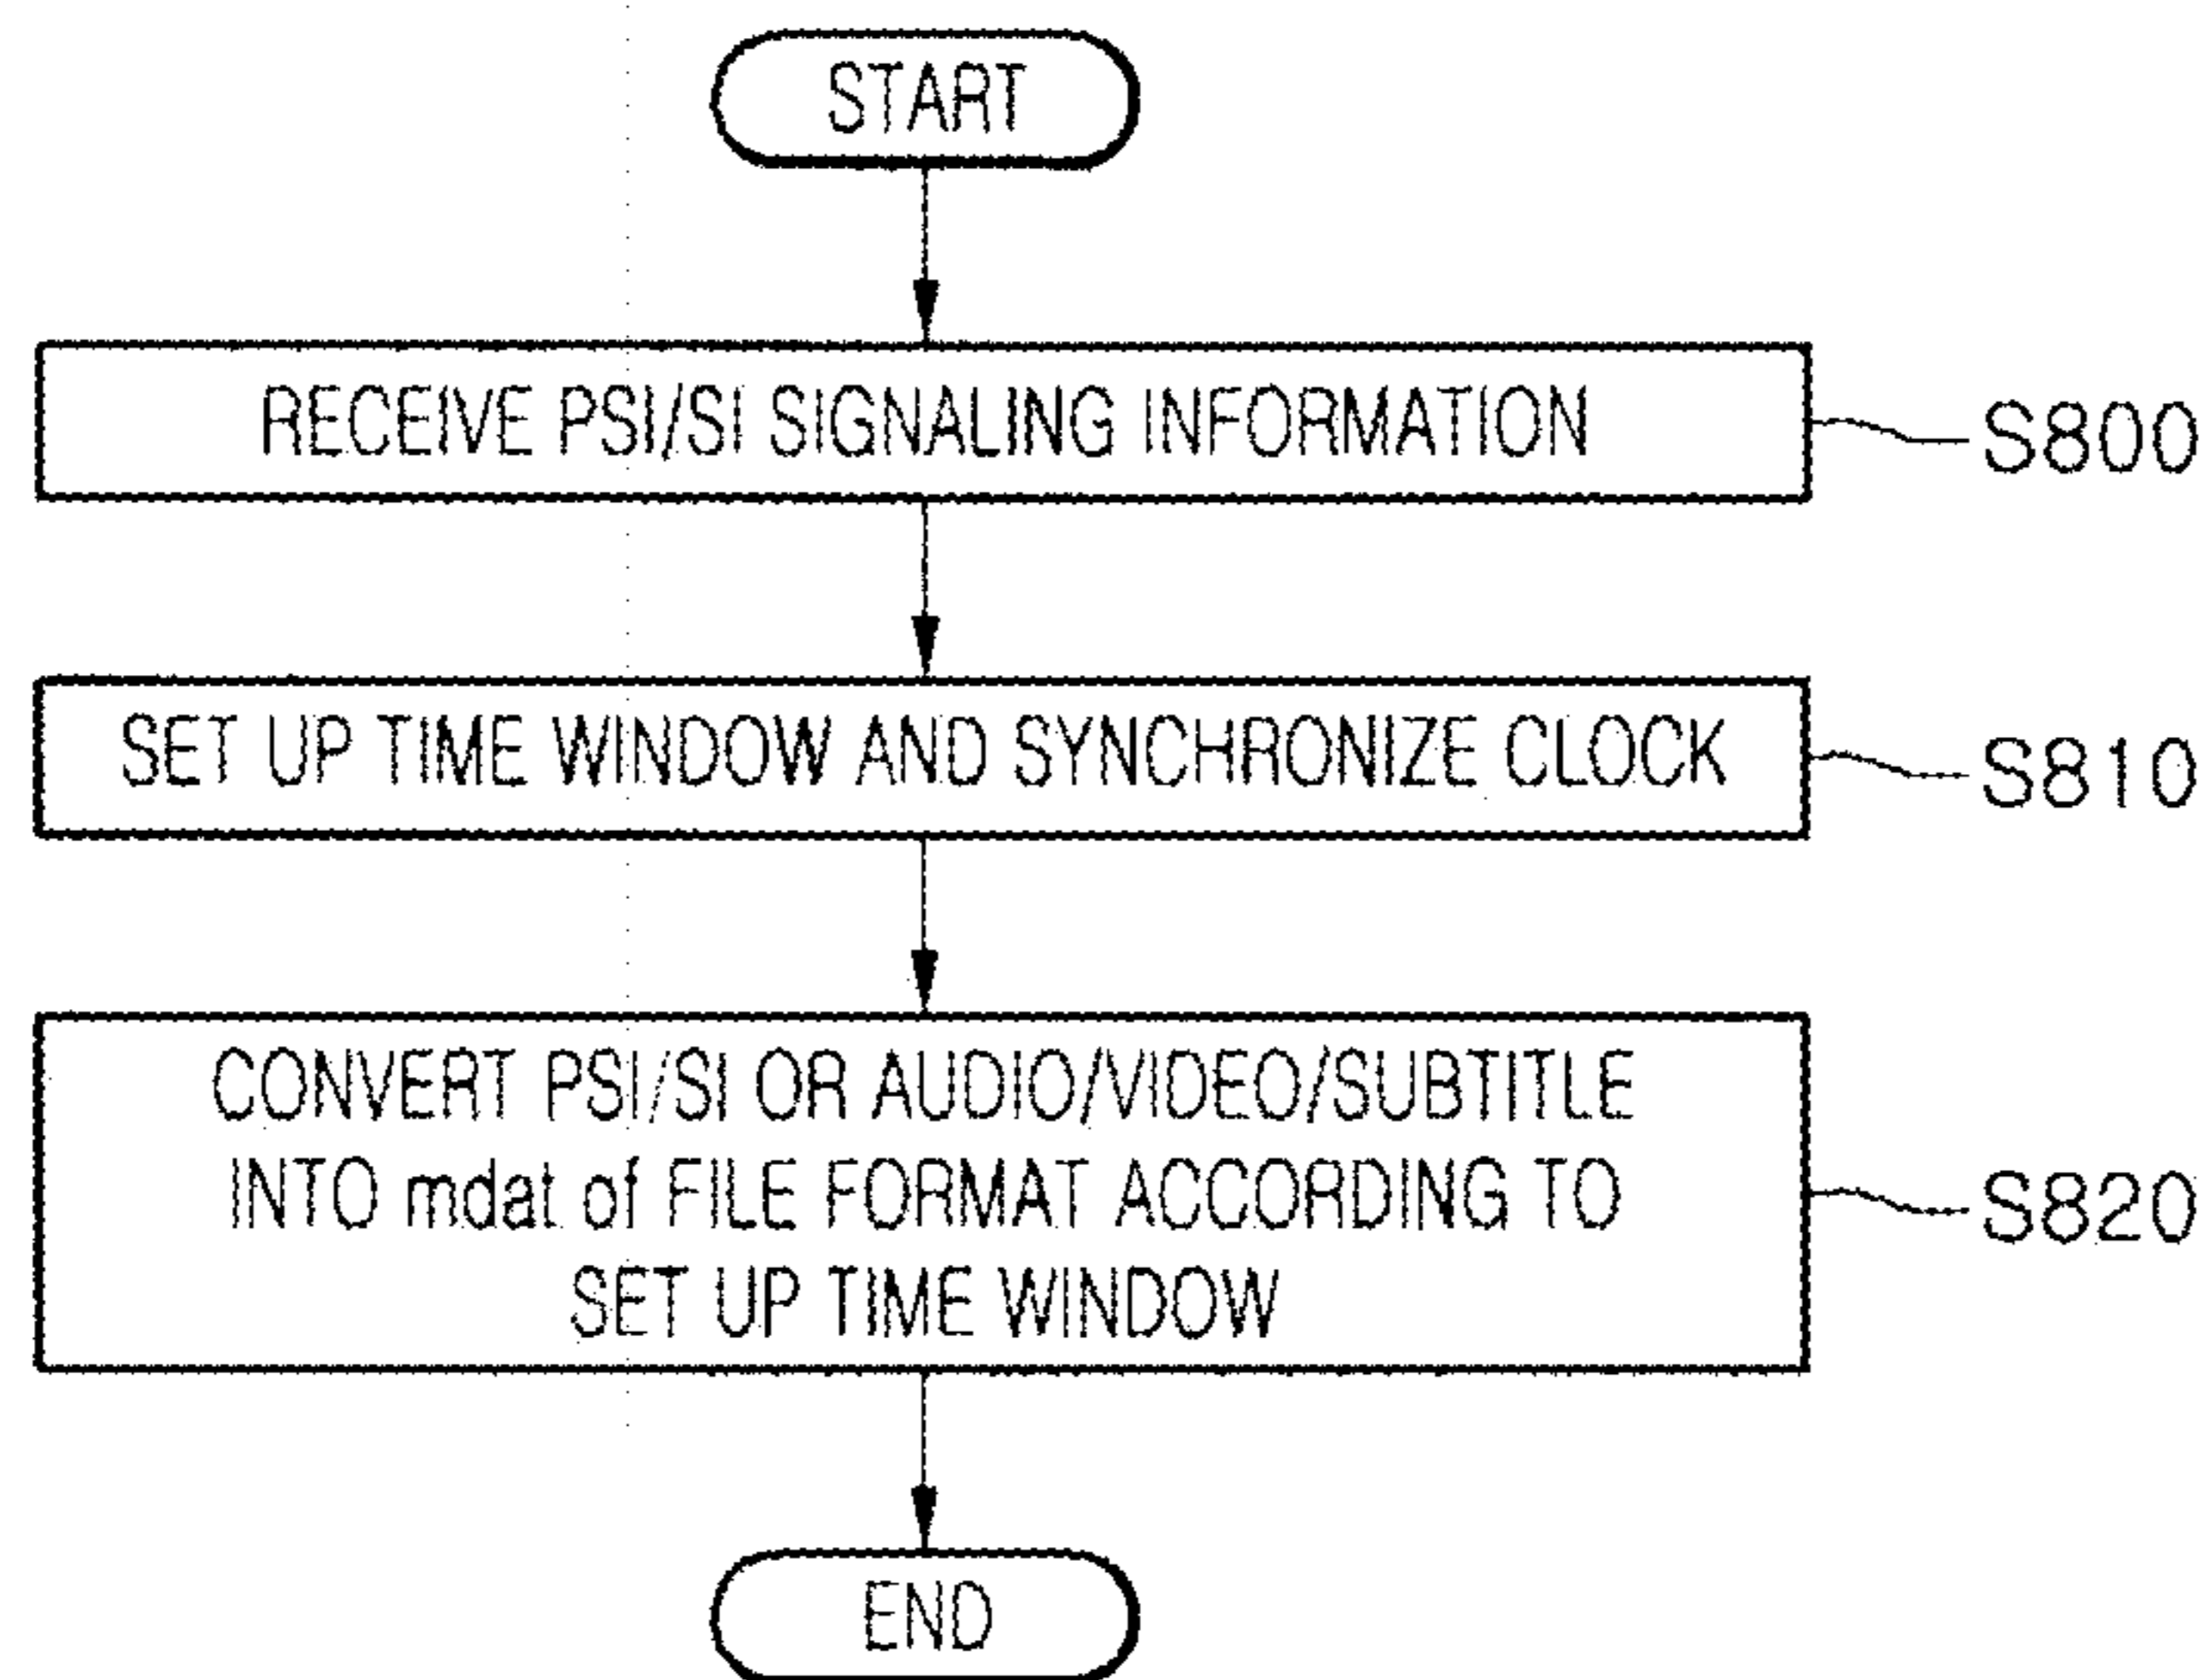 START
RECEIVE PSI/SI SIGNALING INFORMATION
S800
SET UP TIME WINDOW AND SYNCHRONIZE CLOCK
S810
CONVERT PSI/SI OR AUDIO/VIDEO/SUBTITLE
INTO mdat of FILE FORMAT ACCORDING TO
SET UP TIME WINDOW
S820
END